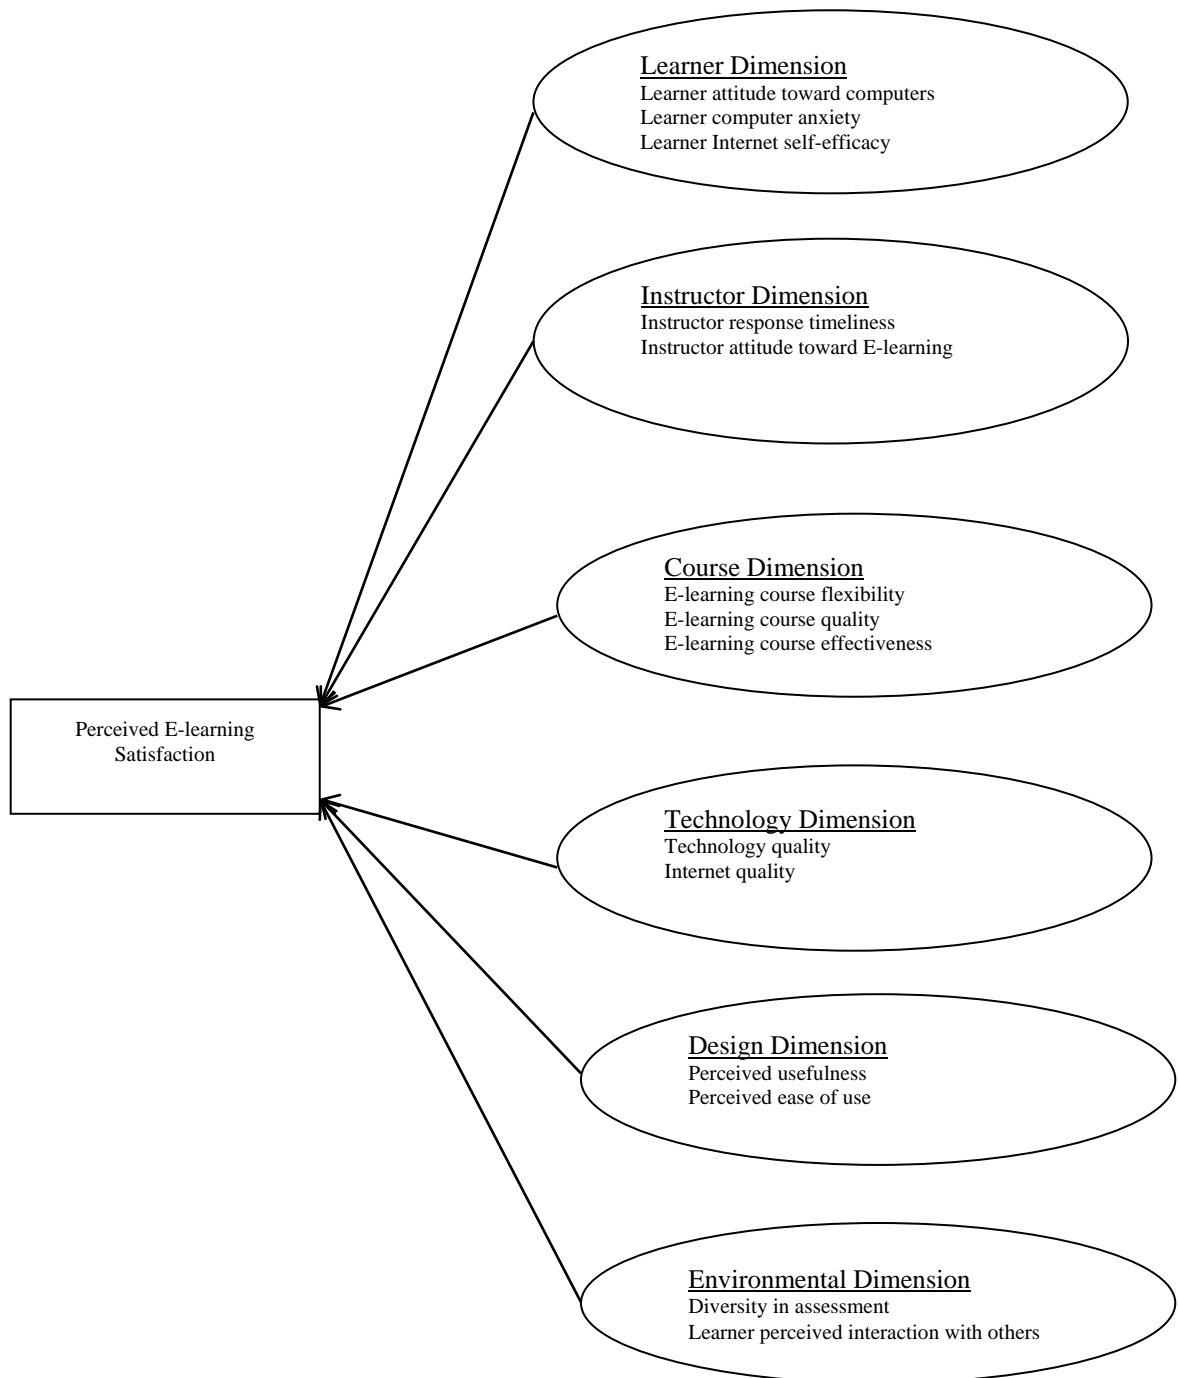 Learner Dimension
Learner attitude toward computers
Learner computer anxiety
Learner Internet self-efficacy
Instructor Dimension
Instructor response timeliness
Instructor attitude toward E-learning
Course Dimension
E-learning course flexibility
E-learning course quality
E-learning course effectiveness
Perceived E-learning
Satisfaction
Technology Dimension
Technology quality
Internet quality
Design Dimension
Perceived usefulness
Perceived ease of use
Environmental Dimension
Diversity in assessment
Learner perceived interaction with others